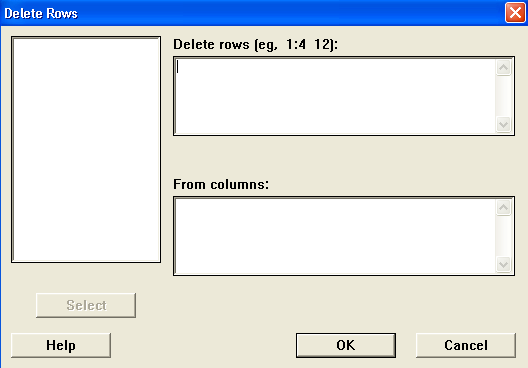 Delete Rows
Delete rows (eg,  1:4  12):
From columns:
Select
Help
OK
Cancel